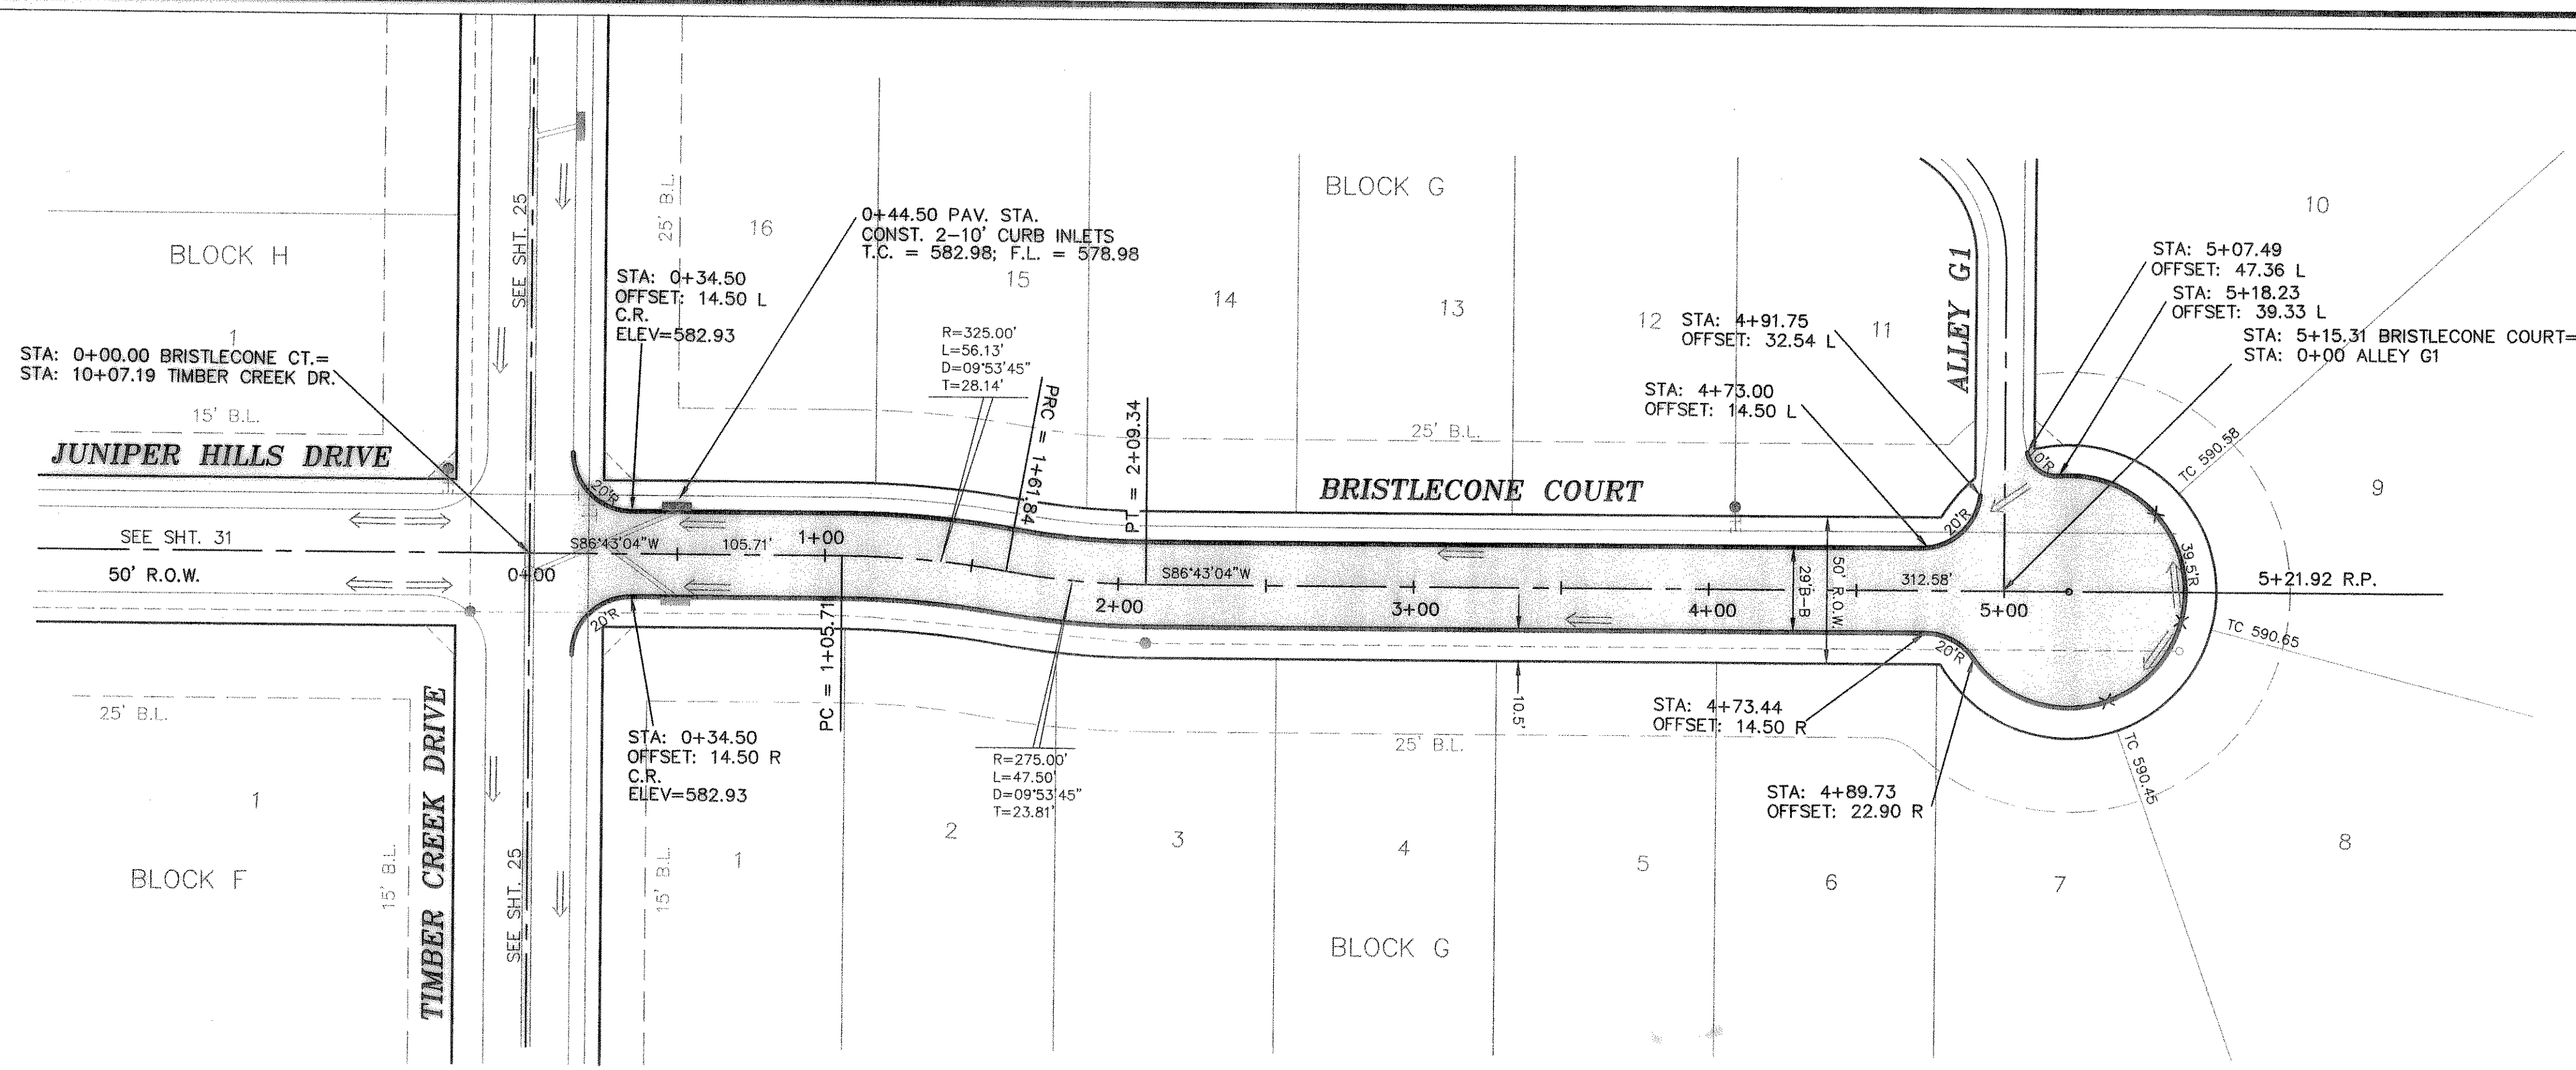 BLOCK H
1
SEE SHT. 25
25' B.L.
16
0+44.50 PAV. STA.
CONST. 2-10' CURB INLETS
T.C. = 582.98; F.L. = 578.98
15
14
BLOCK G
13
12
11
ALLEY G1
10
9
STA: 0+34.50
OFFSET: 14.50 L
C.R.
ELEV=582.93
R=325.00'
L=56.13'
D=09°53'45"
T=28.14'
STA: 4+91.75
OFFSET: 32.54 L
STA: 4+73.00
OFFSET: 14.50 L
STA: 5+07.49
OFFSET: 47.36 L
STA: 5+18.23
OFFSET: 39.33 L
STA: 5+15.31 BRISTLECONE COURT=
STA: 0+00 ALLEY G1
STA: 0+00.00 BRISTLECONE CT.=
STA: 10+07.19 TIMBER CREEK DR.
15' B.L.
JUNIPER HILLS DRIVE
PRC = 1+61.84
PT = 2+09.34
25' B.L.
BRISTLECONE COURT
TC 590.58
20'R
20'R
SEE SHT. 31
50' R.O.W.
S86°43'04"W
105.71'
0+00
1+00
S86°43'04"W
2+00
3+00
4+00
29'B-B
50' R.O.W.
312.58'
5+00
39.5'R
5+21.92 R.P.
TC 590.65
20'R
20'R
PC = 1+05.71
10.5'
TC 590.45
25' B.L.
TIMBER CREEK DRIVE
STA: 0+34.50
OFFSET: 14.50 R
C.R.
ELEV=582.93
R=275.00'
L=47.50'
D=09°53'45"
T=23.81'
25' B.L.
STA: 4+73.44
OFFSET: 14.50 R
STA: 4+89.73
OFFSET: 22.90 R
1
BLOCK F
15' B.L.
SEE SHT. 25
15' B.L.
1
2
3
4
5
6
7
8
BLOCK G